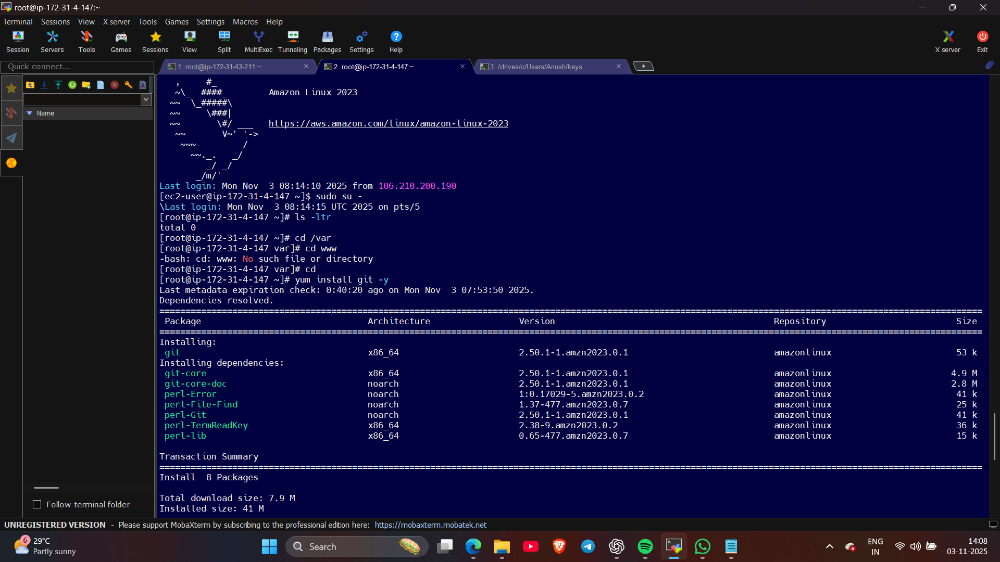 root@ip-172-31-4-147:~
Terminal Sessions View X server Tools Games Settings Macros Help
Session Servers Tools Games Sessions View Split MultiExec Tunneling Packages Settings Help X server Exit
Quick connect...
1. root@ip-172-31-43-211:~
2. root@ip-172-31-4-147:~
3. /drives/c/Users/Anush/keys
Name
   ,     #_
   ~\_  ####_        Amazon Linux 2023
  ~~  \_#####\
  ~~     \###|
  ~~       \#/ ___   https://aws.amazon.com/linux/amazon-linux-2023
   ~~       V~' '->
    ~~~         /
      ~~._.   _/
         _/ _/
       _/m/'
Last login: Mon Nov  3 08:14:10 2025 from 106.210.200.190
[ec2-user@ip-172-31-4-147 ~]$ sudo su -
\Last login: Mon Nov  3 08:14:15 UTC 2025 on pts/5
[root@ip-172-31-4-147 ~]# ls -ltr
total 0
[root@ip-172-31-4-147 ~]# cd /var
[root@ip-172-31-4-147 var]# cd www
-bash: cd: www: No such file or directory
[root@ip-172-31-4-147 var]# cd
[root@ip-172-31-4-147 ~]# yum install git -y
Last metadata expiration check: 0:40:20 ago on Mon Nov  3 07:53:50 2025.
Dependencies resolved.
Package Architecture Version Repository Size
Installing:
git x86_64 2.50.1-1.amzn2023.0.1 amazonlinux 53 k
Installing dependencies:
git-core x86_64 2.50.1-1.amzn2023.0.1 amazonlinux 4.9 M
git-core-doc noarch 2.50.1-1.amzn2023.0.1 amazonlinux 2.8 M
perl-Error noarch 1:0.17029-5.amzn2023.0.2 amazonlinux 41 k
perl-File-Find noarch 1.37-477.amzn2023.0.7 amazonlinux 25 k
perl-Git noarch 2.50.1-1.amzn2023.0.1 amazonlinux 41 k
perl-TermReadKey x86_64 2.38-9.amzn2023.0.2 amazonlinux 36 k
perl-lib x86_64 0.65-477.amzn2023.0.7 amazonlinux 15 k
Transaction Summary
Install  8 Packages
Total download size: 7.9 M
Installed size: 41 M
Follow terminal folder
UNREGISTERED VERSION - Please support MobaXterm by subscribing to the professional edition here: https://mobaxterm.mobatek.net
6
29°C
Partly sunny
Search
ENG
IN
14:08
03-11-2025